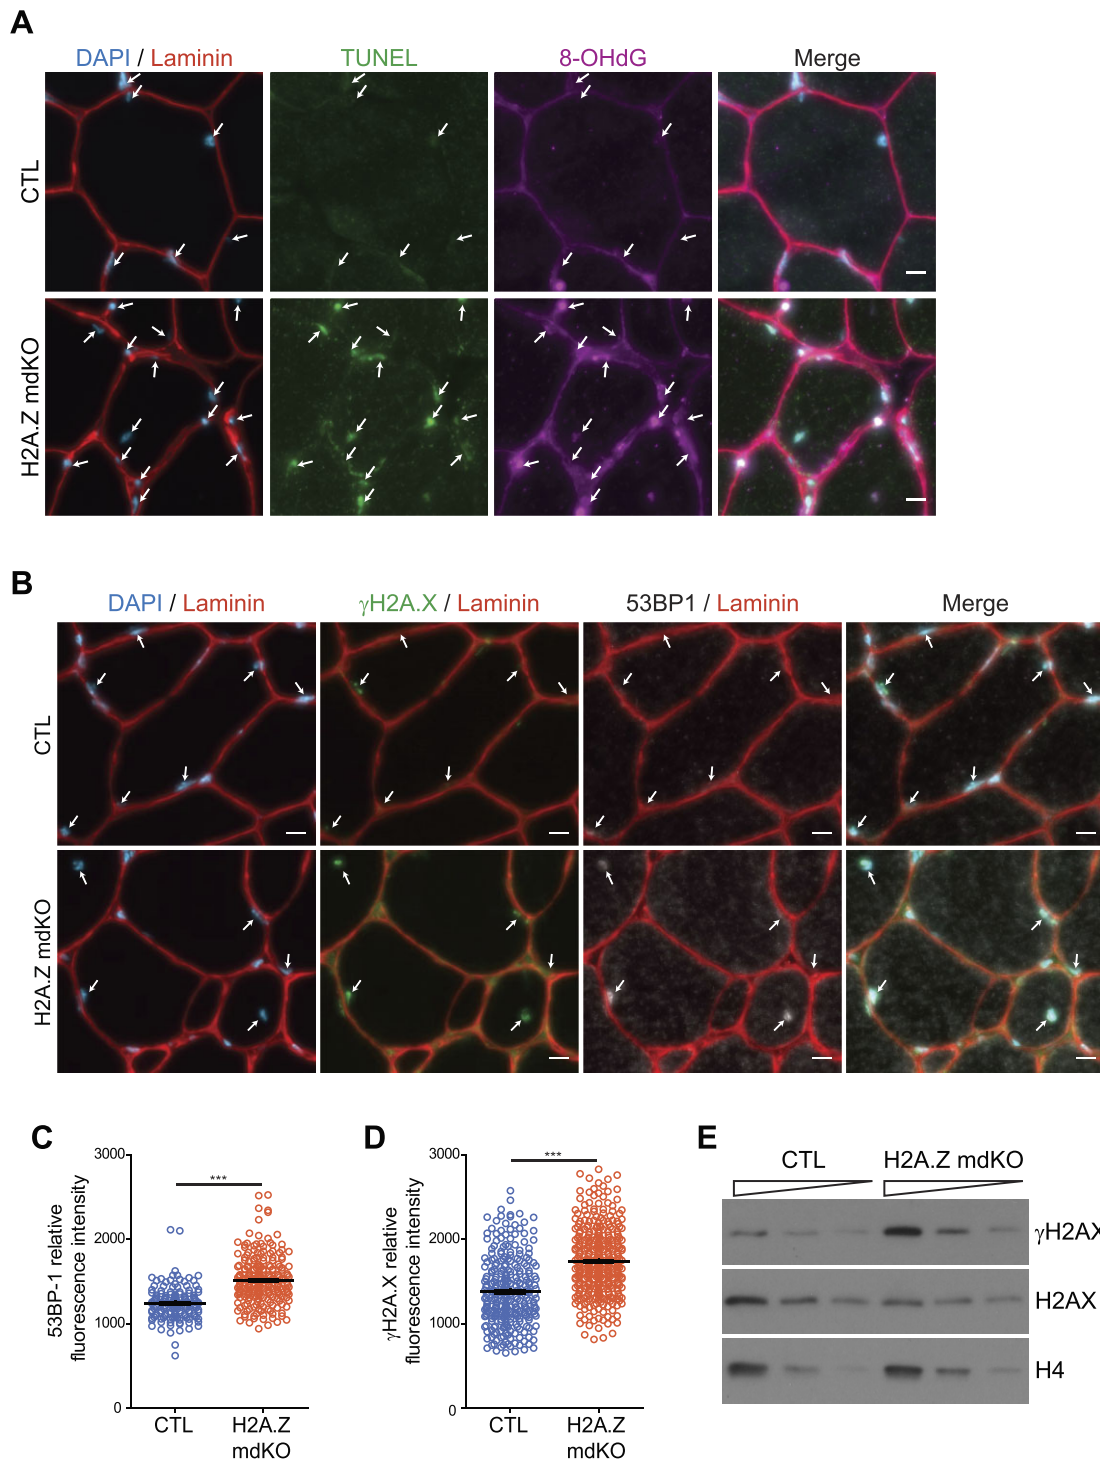 A
DAPI / Laminin
TUNEL
8-OHdG
Merge
CTL
H2A.Z mdKO
B
DAPI / Laminin
γH2A.X / Laminin
53BP1 / Laminin
Merge
CTL
H2A.Z mdKO
C
53BP-1 relative
fluorescence intensity
3000
2000
1000
0
***
CTL
H2A.Z
mdKO
D
γH2A.X relative
fluorescence intensity
3000
2000
1000
0
***
CTL
H2A.Z
mdKO
E
CTL
H2A.Z mdKO
γH2AX
H2AX
H4